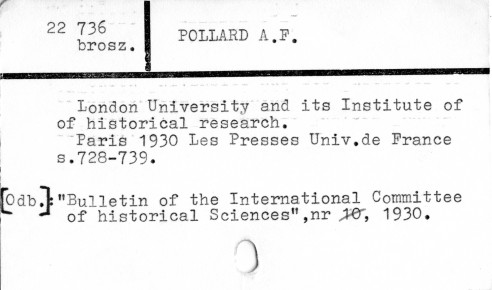 22 736
brosz.
POLLARD A.F.
London University and its Institute of
of historical research.
Paris 1930 Les Presses Univ.de France
s.728-739.
[Odb.]:"Bulletin of the International Committee
of historical Sciences",nr 10, 1930.